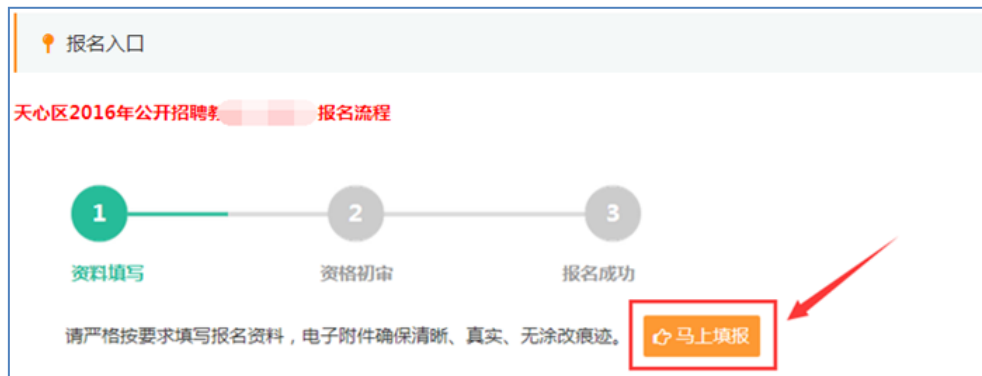 报名入口
天心区2016年公开招聘 报名流程
1 2 3
资料填写 资格初审 报名成功
请严格按要求填写报名资料，电子附件确保清晰、真实、无涂改痕迹。 马上填报